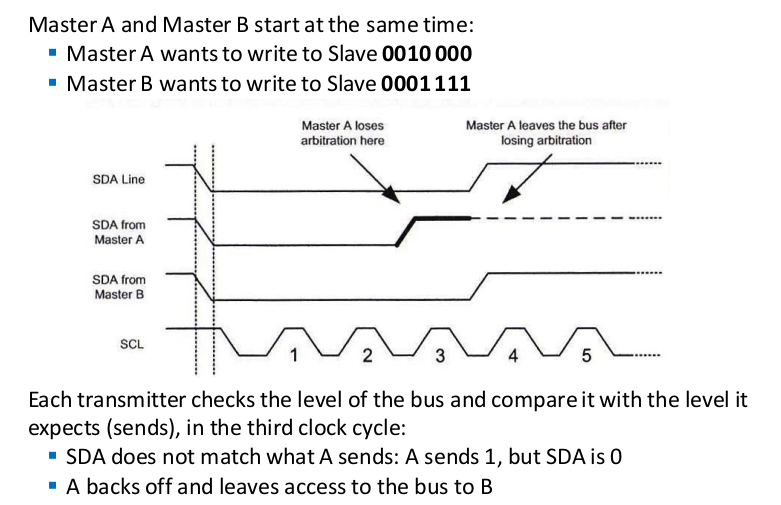 Master A and Master B start at the same time:
▪ Master A wants to write to Slave 0010 000
▪ Master B wants to write to Slave 0001 111
Master A loses
arbitration here
Master A leaves the bus after
losing arbitration
SDA Line
SDA from
Master A
SDA from
Master B
SCL
1 2 3 4 5
Each transmitter checks the level of the bus and compare it with the level it
expects (sends), in the third clock cycle:
▪ SDA does not match what A sends: A sends 1, but SDA is 0
▪ A backs off and leaves access to the bus to B